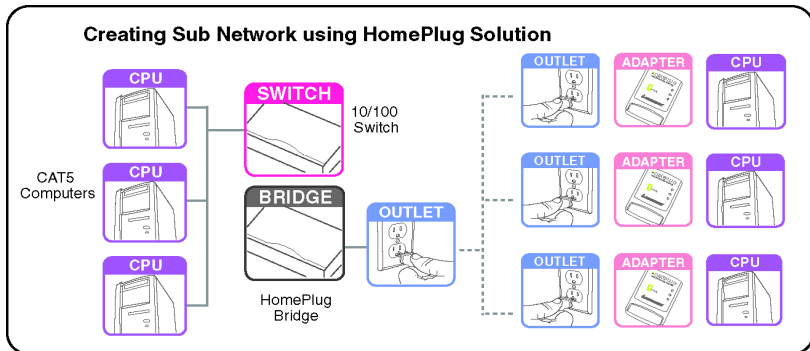 Creating Sub Network using HomePlug Solution
CPU
CPU
CPU
CAT5
Computers
SWITCH
10/100
Switch
BRIDGE
HomePlug
Bridge
OUTLET
OUTLET
ADAPTER
CPU
OUTLET
ADAPTER
CPU
OUTLET
ADAPTER
CPU